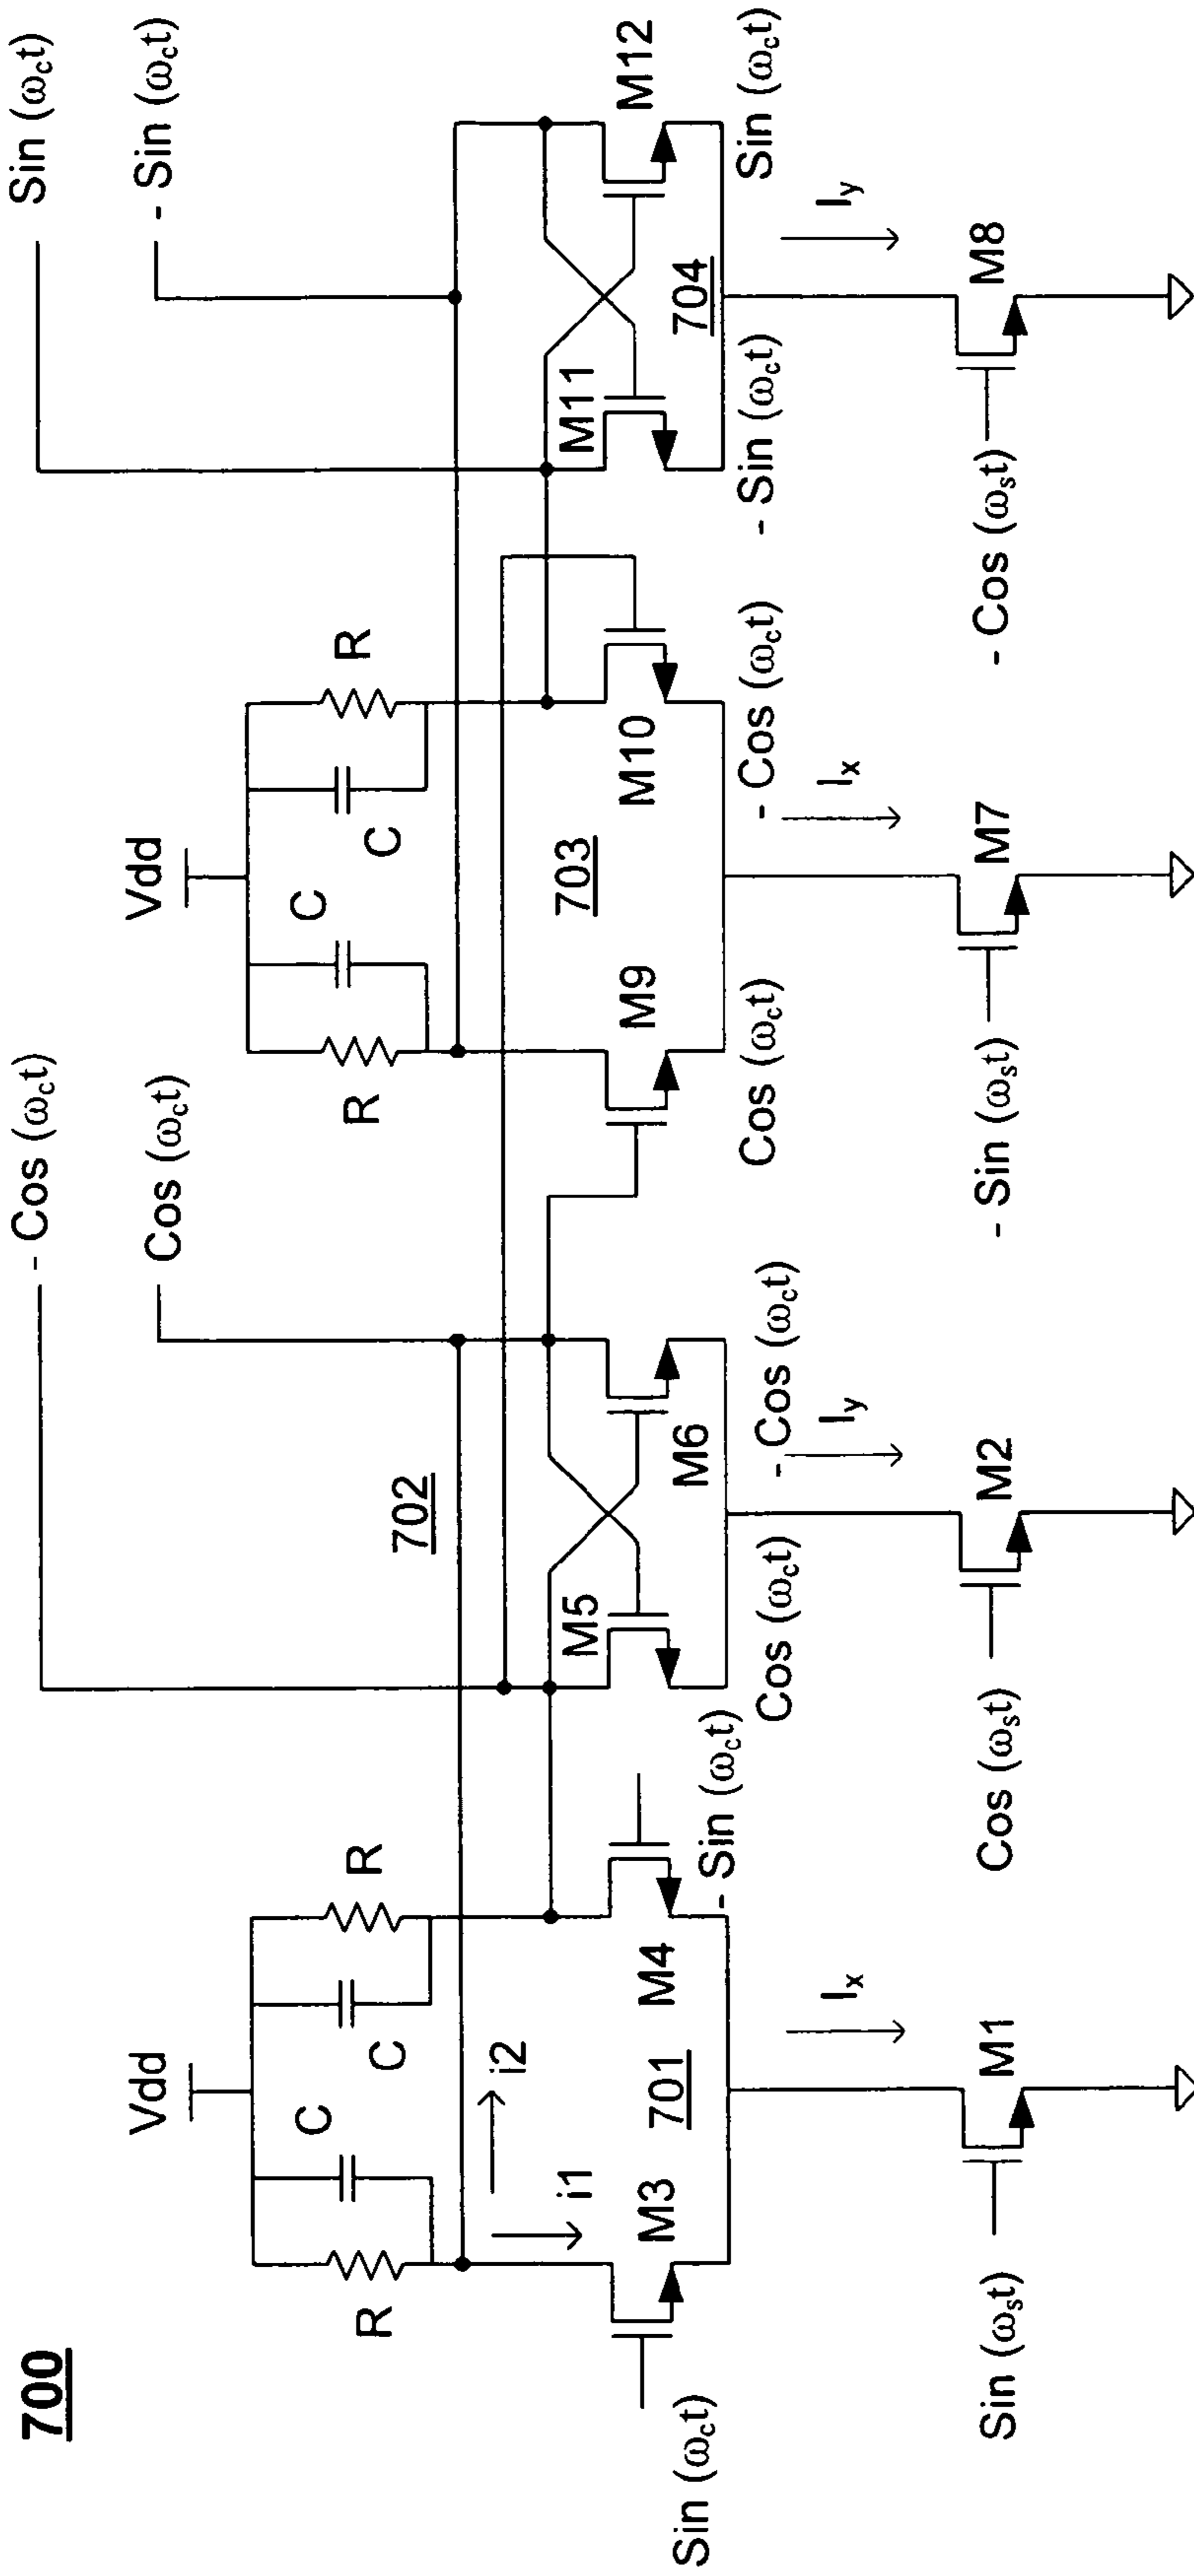 700
- Cos (ωct)
Sin (ωct)
Vdd
Cos (ωct)
Vdd
- Sin (ωct)
R
C
C
R
R
C
C
R
i1
i2
702
M3
701
M4
M5
M6
M9
703
M10
M11
704
M12
Sin (ωct)
- Sin (ωct)
Cos (ωct)
- Cos (ωct)
Cos (ωct)
- Cos (ωct)
- Sin (ωct)
Sin (ωct)
Ix
Iy
Ix
Iy
Sin (ωst)
M1
Cos (ωst)
M2
- Sin (ωst)
M7
- Cos (ωst)
M8